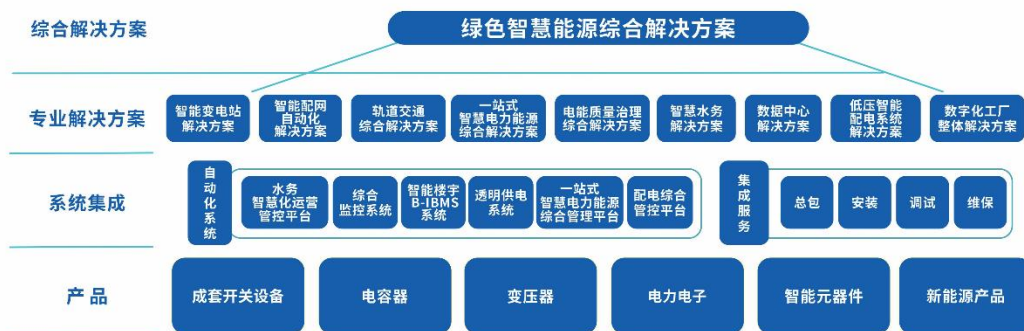 综合解决方案
绿色智慧能源综合解决方案
专业解决方案
智能变电站
解决方案
智能配网
自动化
解决方案
轨道交通
综合解决方案
一站式
智慧电力能源
综合解决方案
电能质量治理
综合解决方案
智慧水务
解决方案
数据中心
解决方案
低压智能
配电系统
解决方案
数字化工厂
整体解决方案
系统集成
自动化系统
水务
智慧化运营
管控平台
综合
监控系统
智能楼宇
B-IBMS
系统
透明供电
系统
一站式
智慧电力能源
综合管理平台
配电综合
管控平台
集成服务
总包
安装
调试
维保
产品
成套开关设备
电容器
变压器
电力电子
智能元器件
新能源产品